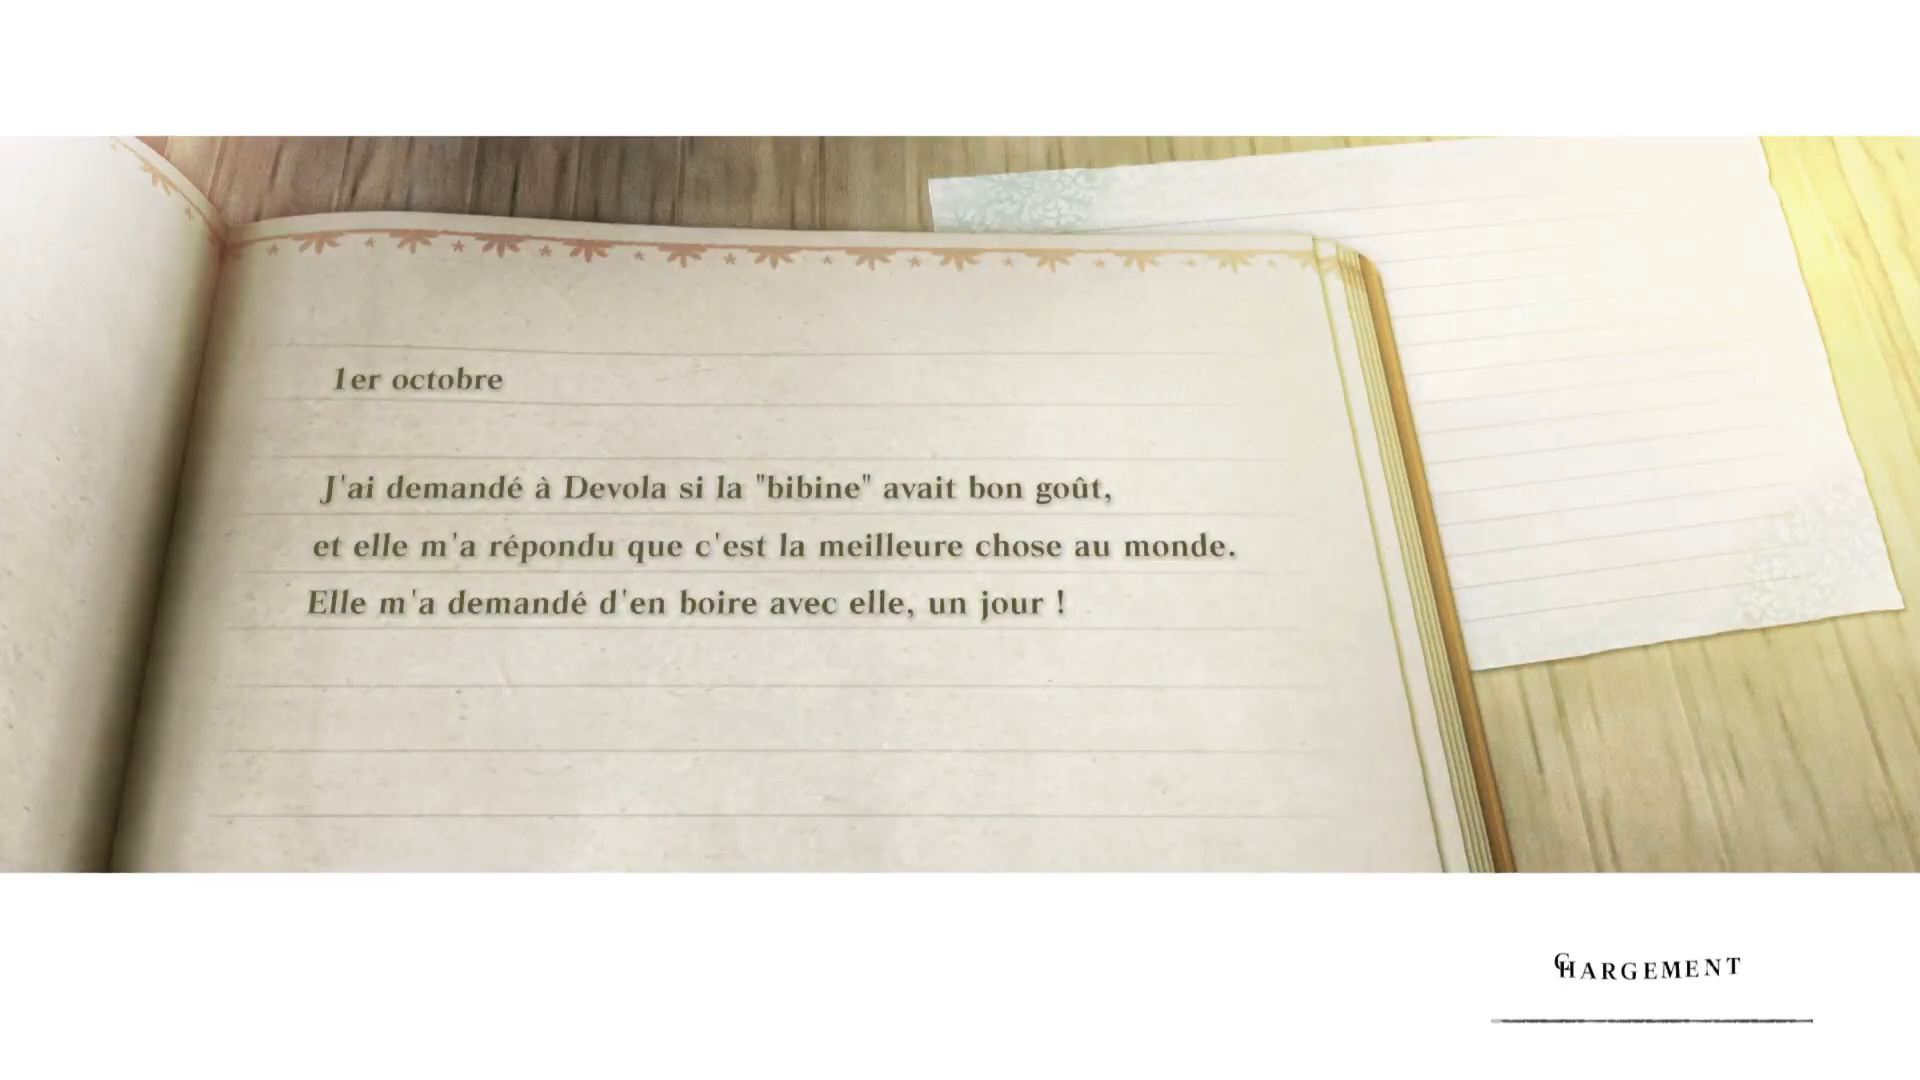 1er octobre
J'ai demandé à Devola si la "bibine" avait bon goût,
et elle m'a répondu que c'est la meilleure chose au monde.
Elle m'a demandé d'en boire avec elle, un jour !
CHARGEMENT